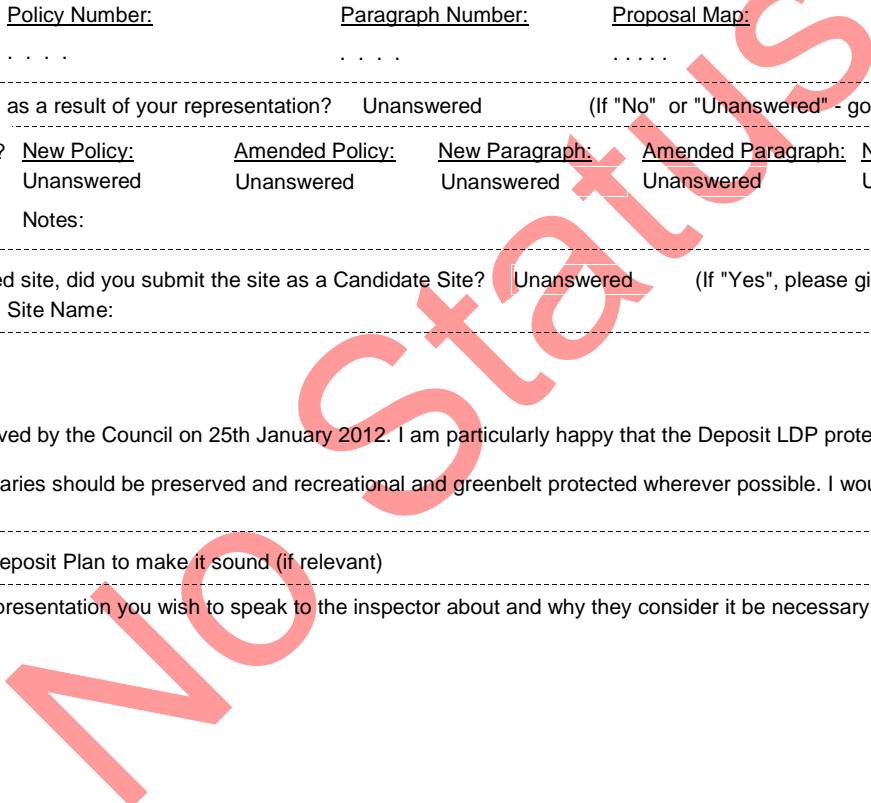 Policy Number: Paragraph Number: Proposal Map:
. . . . . . . . . . . . .
as a result of your representation? Unanswered (If "No" or "Unanswered" - go
? New Policy: Amended Policy: New Paragraph: Amended Paragraph: N
Unanswered Unanswered Unanswered Unanswered U
Notes:
ed site, did you submit the site as a Candidate Site? Unanswered (If "Yes", please gi
Site Name:
ved by the Council on 25th January 2012. I am particularly happy that the Deposit LDP prote
aries should be preserved and recreational and greenbelt protected wherever possible. I wou
eposit Plan to make it sound (if relevant)
presentation you wish to speak to the inspector about and why they consider it be necessary
No Status